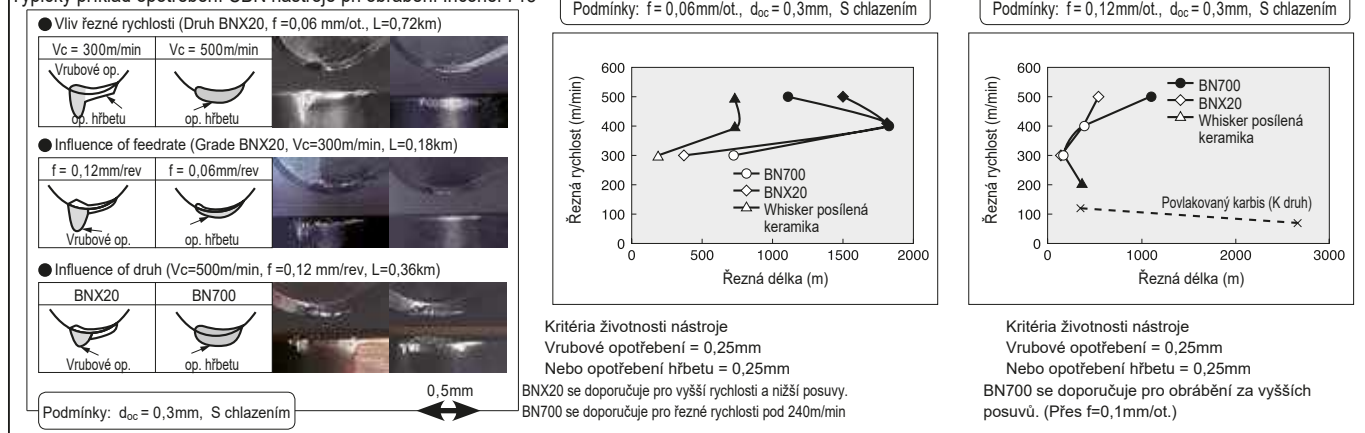 Typický příklad opotřebení CBN nástroje při obrábění Inconel 718
● Vliv řezné rychlosti (Druh BNX20, f =0,06 mm/ot., L=0,72km)
Vc = 300m/min
Vc = 500m/min
Vrubové op.
op. hřbetu
op. hřbetu
● Influence of feedrate (Grade BNX20, Vc=300m/min, L=0,18km)
f = 0,12mm/rev
f = 0,06mm/rev
Vrubové op.
op. hřbetu
● Influence of druh (Vc=500m/min, f =0,12 mm/rev, L=0,36km)
BNX20
BN700
Vrubové op.
op. hřbetu
Podmínky: doc = 0,3mm, S chlazením
0,5mm
Podmínky: f = 0,06mm/ot., doc = 0,3mm, S chlazením
Řezná rychlost (m/min)
600
500
400
300
200
100
0
0
500
1000
1500
2000
BN700
BNX20
Whisker posílená
keramika
Řezná délka (m)
Kritéria životnosti nástroje
Vrubové opotřebení = 0,25mm
Nebo opotřebení hřbetu = 0,25mm
BNX20 se doporučuje pro vyšší rychlosti a nižší posuvy.
BN700 se doporučuje pro řezné rychlosti pod 240m/min
Podmínky: f = 0,12mm/ot., doc = 0,3mm, S chlazením
Řezná rychlost (m/min)
600
500
400
300
200
100
0
0
1000
2000
3000
BN700
BNX20
Whisker posílená
keramika
Povlakovaný karbis (K druh)
Řezná délka (m)
Kritéria životnosti nástroje
Vrubové opotřebení = 0,25mm
Nebo opotřebení hřbetu = 0,25mm
BN700 se doporučuje pro obrábění za vyšších
posuvů. (Přes f=0,1mm/ot.)